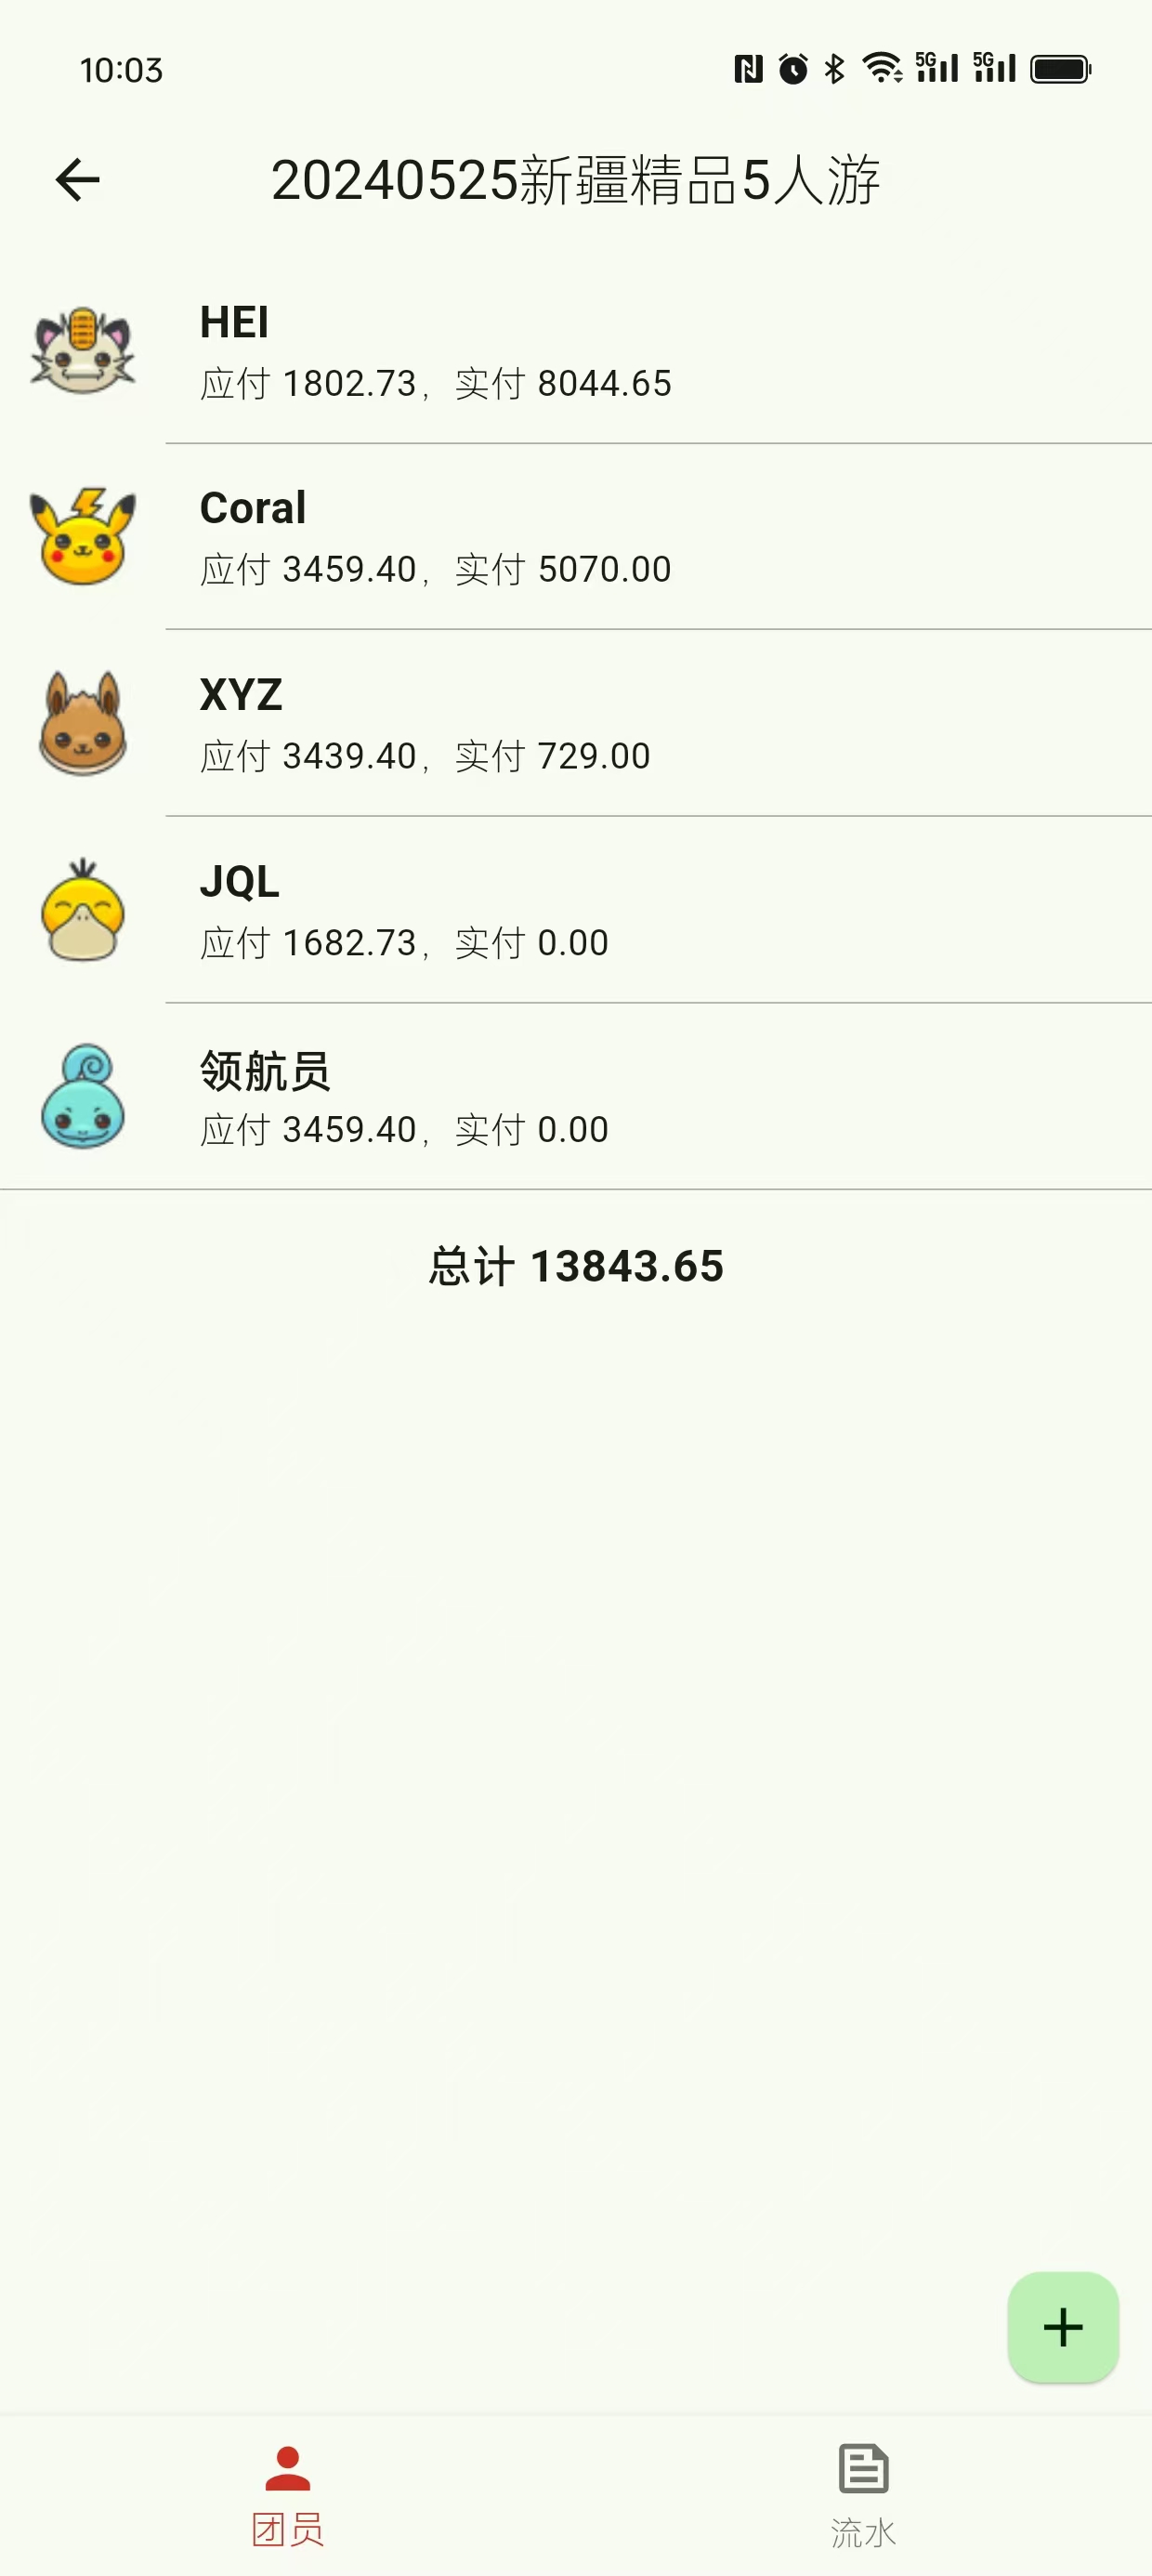 10:03
5G 5G
20240525新疆精品5人游
HEI
应付 1802.73，实付 8044.65
Coral
应付 3459.40，实付 5070.00
XYZ
应付 3439.40，实付 729.00
JQL
应付 1682.73，实付 0.00
领航员
应付 3459.40，实付 0.00
总计 13843.65
团员
流水